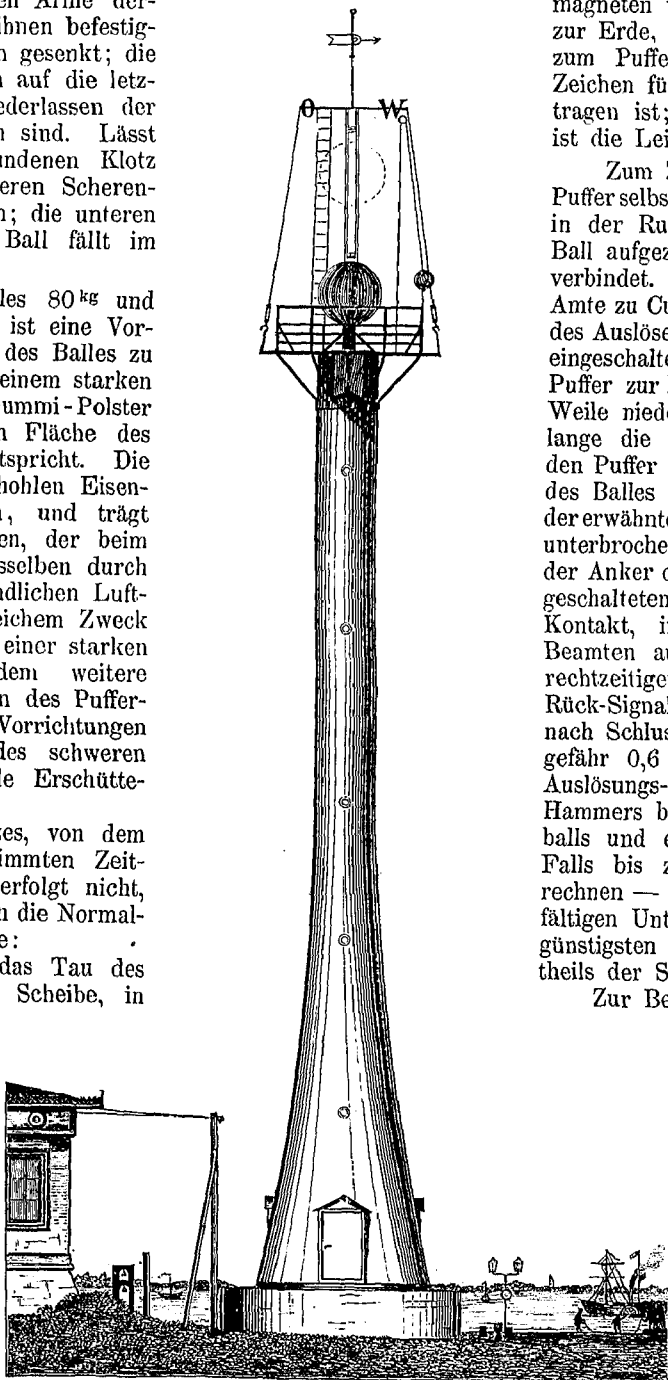 en Arme der-
ihnen befestig-
n gesenkt; die
auf die letz-
ederlassen der
n sind. Lässt
undenen Klotz
eren Scheren-
n; die unteren
Ball fällt im
les 80 kg und
ist eine Vor-
des Balles zu
einem starken
ummi-Polster
n Fläche des
tspricht. Die
hohlen Eisen-
, und trägt
en, der beim
sselben durch
ndlichen Luft-
eichem Zweck
einer starken
dem weitere
n des Puffer-
Vorrichtungen
des schweren
le Erschütte-
zes, von dem
immten Zeit-
erfolgt nicht,
n die Normal-
e:
das Tau des
Scheibe, in
O W
magneten
zur Erde,
zum Puffe
Zeichen fü
tragen ist;
ist die Lei
Zum
Puffer selbs
in der Ru
Ball aufgez
verbindet.
Amte zu Cu
des Auslöse
eingeschalte
Puffer zur
Weile niede
lange die
den Puffer
des Balles
der erwähnte
unterbroche
der Anker
geschalteten
Kontakt, i
Beamten au
rechtzeitige
Rück-Signal
nach Schlus
gefähr 0,6
Auslösungs-
Hammers b
balls und e
Falls bis z
rechnen —
fältigen Unt
günstigsten
theils der S
Zur Be